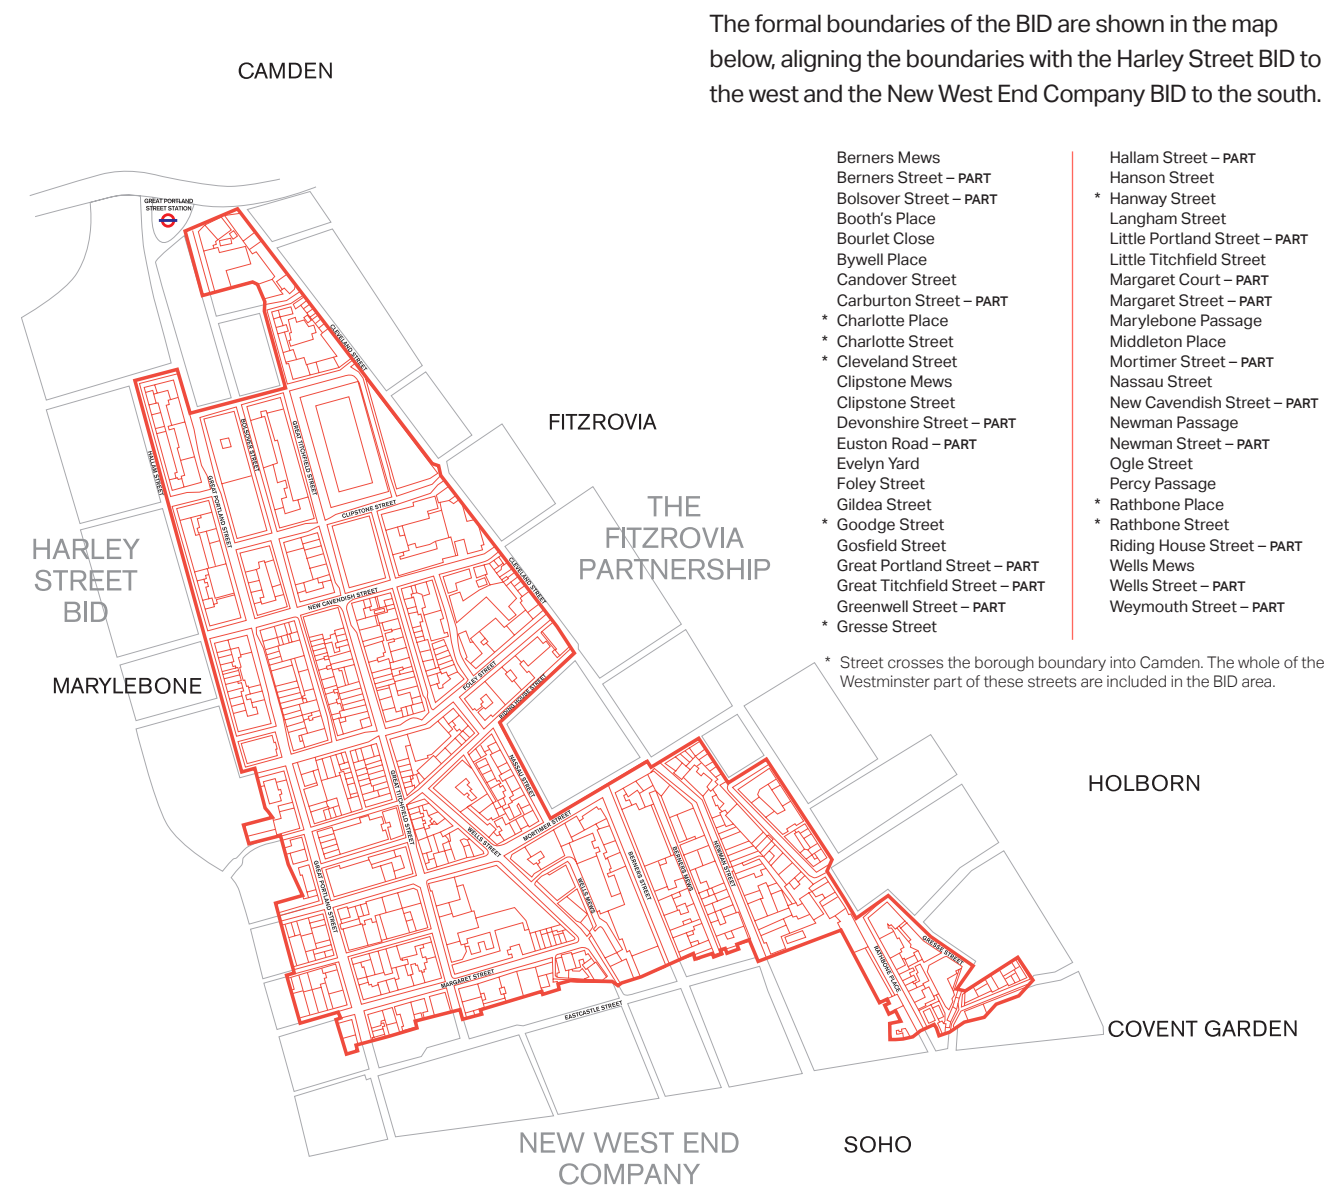 The formal boundaries of the BID are shown in the map
below, aligning the boundaries with the Harley Street BID to
the west and the New West End Company BID to the south.
CAMDEN
GREAT PORTLAND
STREET STATION
CLEVELAND STREET
HALLAM STREET
BOLSOVER STREET
GREAT TITCHFIELD STREET
GREAT PORTLAND STREET
CLIPSTONE STREET
FITZROVIA
THE
FITZROVIA
PARTNERSHIP
HARLEY
STREET
BID
CLEVELAND STREET
NEW CAVENDISH STREET
MARYLEBONE
FOLEY STREET
RIDING HOUSE STREET
NASSAU STREET
GREAT TITCHFIELD STREET
MORTIMER STREET
WELLS STREET
GREAT PORTLAND STREET
WELLS MEWS
BERNERS STREET
BERNERS MEWS
NEWMAN STREET
HOLBORN
GRESSE STREET
RATHBONE PLACE
MARGARET STREET
EASTCASTLE STREET
COVENT GARDEN
NEW WEST END
COMPANY
SOHO
Berners Mews
Berners Street – PART
Bolsover Street – PART
Booth's Place
Bourlet Close
Bywell Place
Candover Street
Carburton Street – PART
* Charlotte Place
* Charlotte Street
* Cleveland Street
Clipstone Mews
Clipstone Street
Devonshire Street – PART
Euston Road – PART
Evelyn Yard
Foley Street
Gildea Street
* Goodge Street
Gosfield Street
Great Portland Street – PART
Great Titchfield Street – PART
Greenwell Street – PART
* Gresse Street
Hallam Street – PART
Hanson Street
* Hanway Street
Langham Street
Little Portland Street – PART
Little Titchfield Street
Margaret Court – PART
Margaret Street – PART
Marylebone Passage
Middleton Place
Mortimer Street – PART
Nassau Street
New Cavendish Street – PART
Newman Passage
Newman Street – PART
Ogle Street
Percy Passage
* Rathbone Place
* Rathbone Street
Riding House Street – PART
Wells Mews
Wells Street – PART
Weymouth Street – PART
* Street crosses the borough boundary into Camden. The whole of the
Westminster part of these streets are included in the BID area.